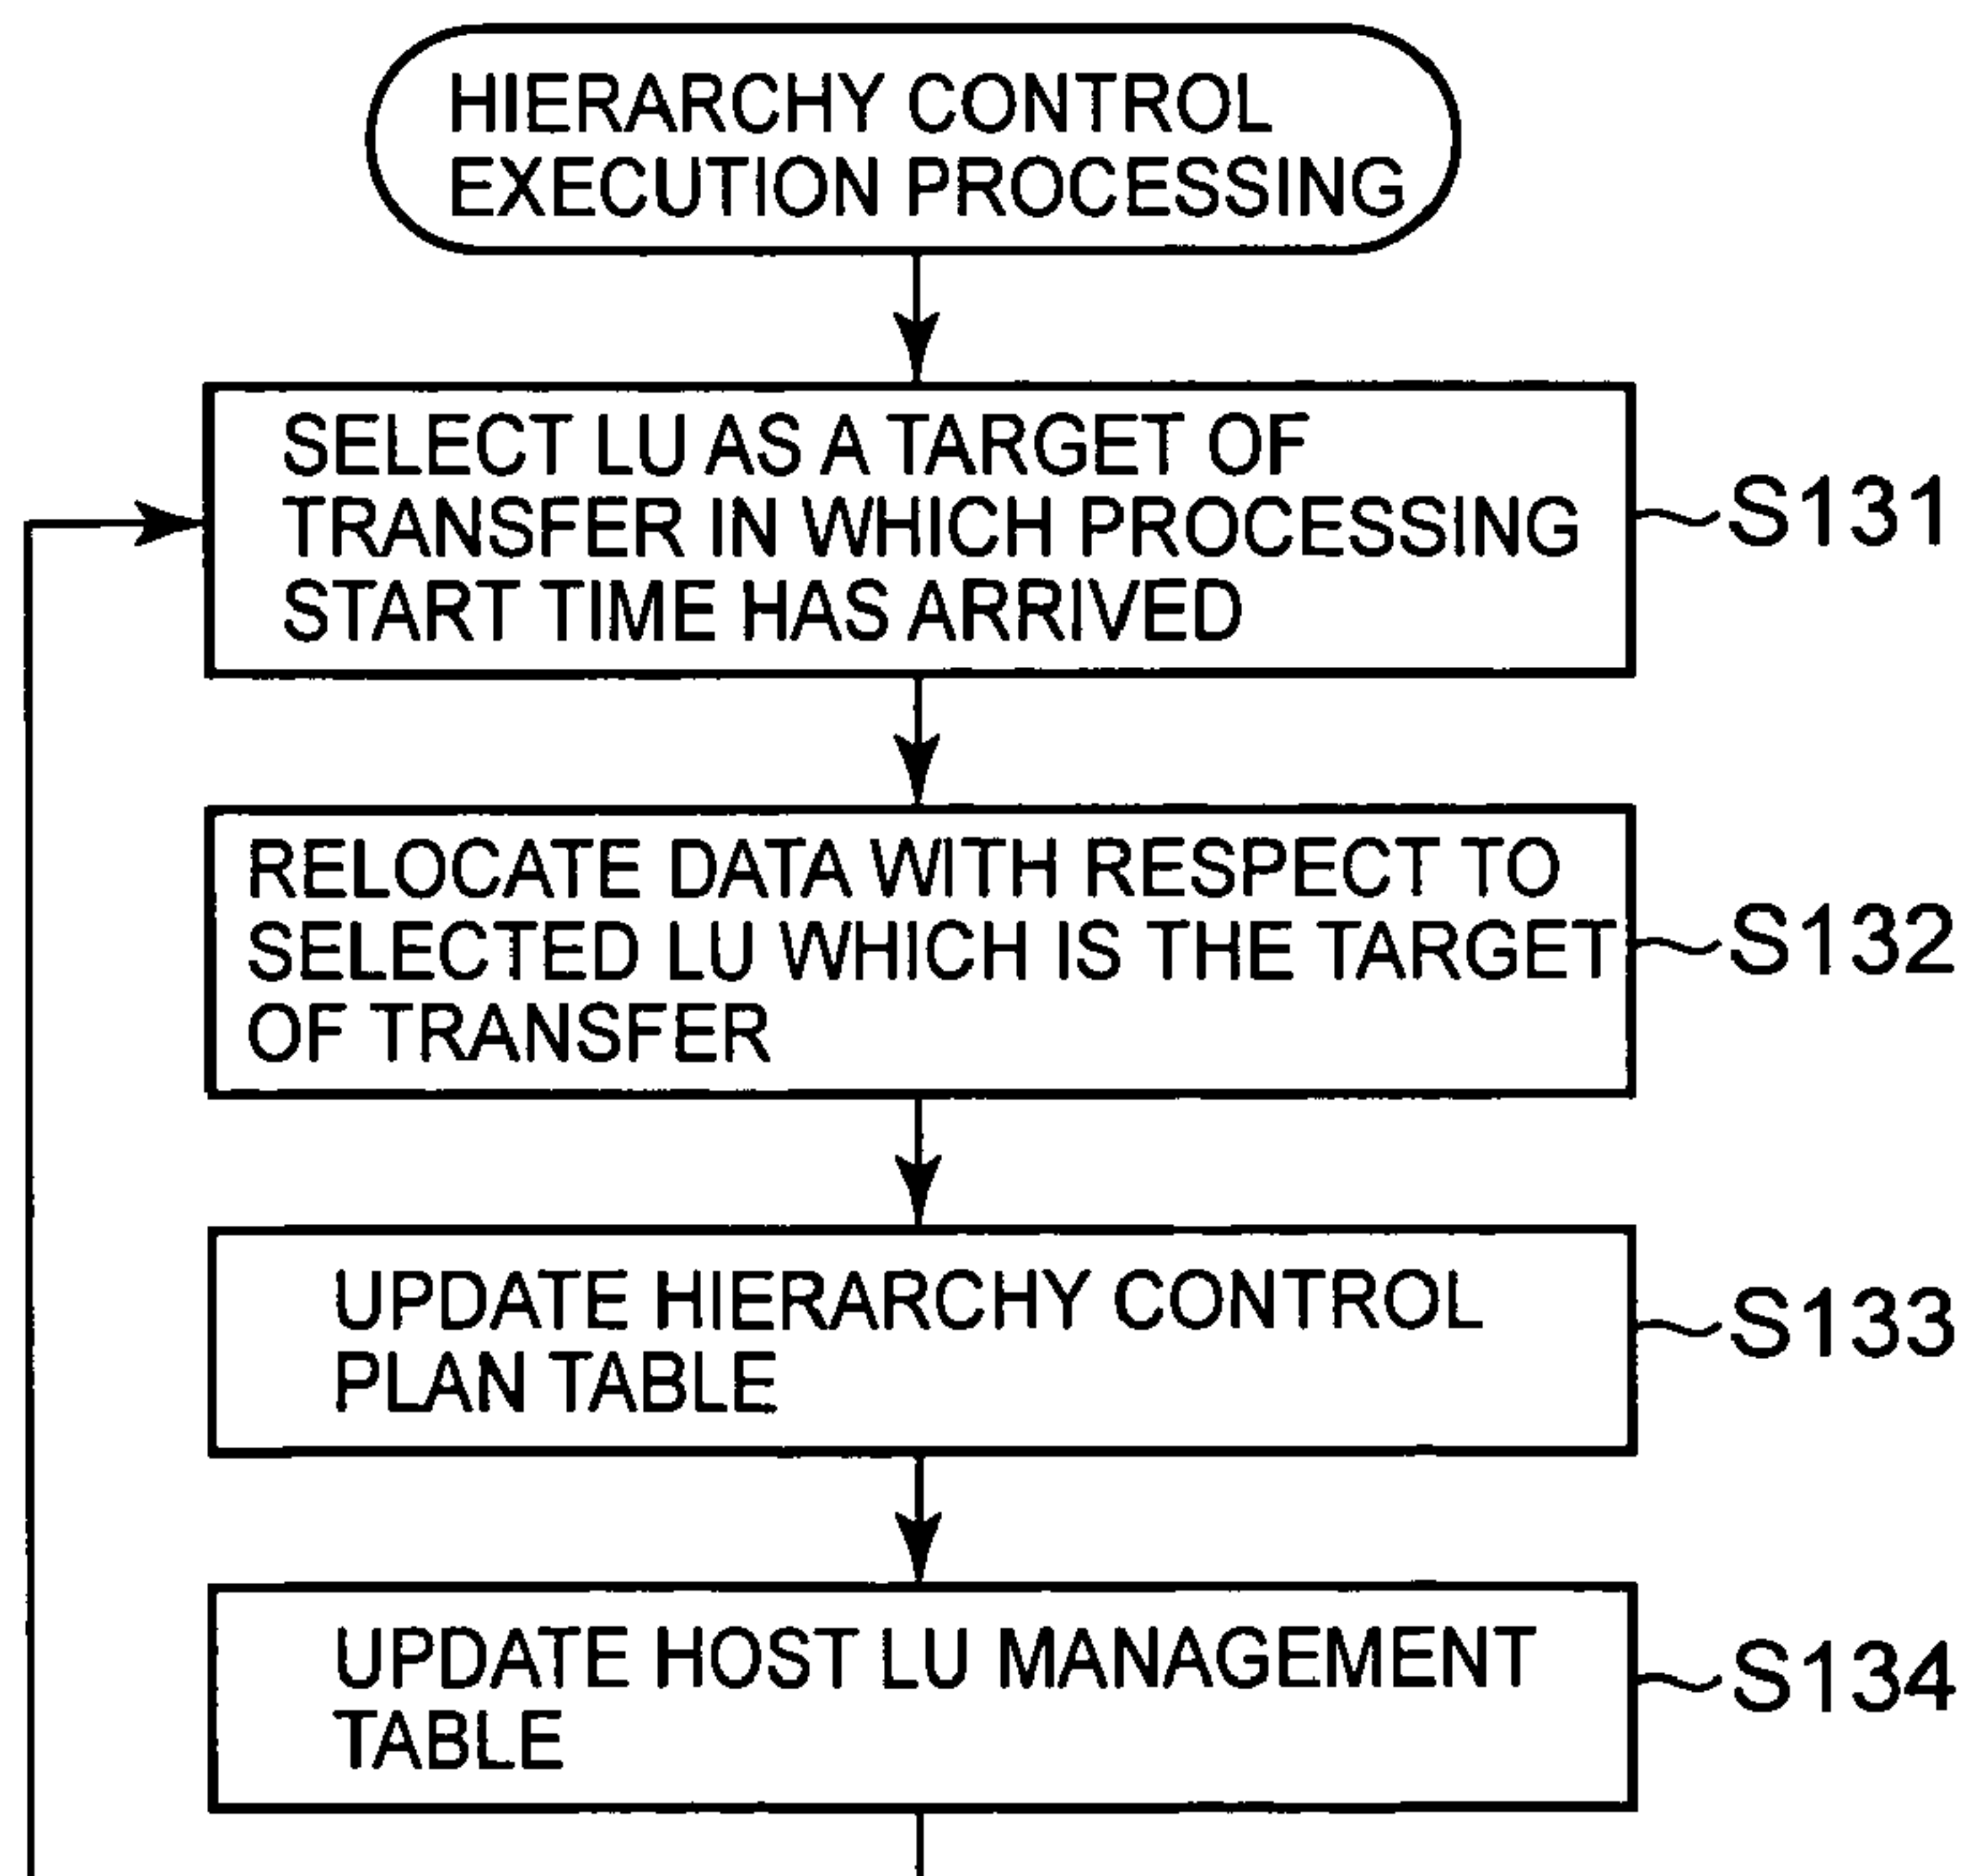 HIERARCHY CONTROL
EXECUTION PROCESSING
SELECT LU AS A TARGET OF
TRANSFER IN WHICH PROCESSING
START TIME HAS ARRIVED
S131
RELOCATE DATA WITH RESPECT TO
SELECTED LU WHICH IS THE TARGET
OF TRANSFER
S132
UPDATE HIERARCHY CONTROL
PLAN TABLE
S133
UPDATE HOST LU MANAGEMENT
TABLE
S134